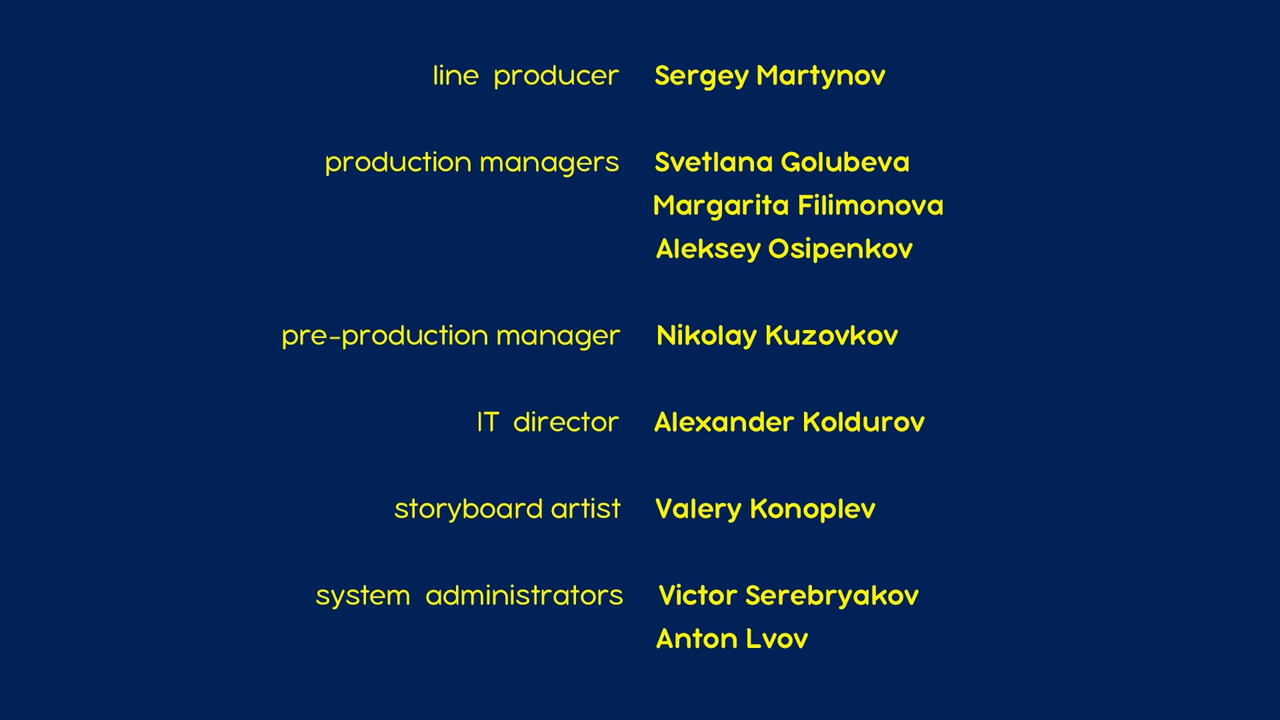 line producer Sergey Martynov
production managers Svetlana Golubeva
Margarita Filimonova
Aleksey Osipenkov
pre-production manager Nikolay Kuzovkov
IT director Alexander Koldurov
storyboard artist Valery Konoplev
system administrators Victor Serebryakov
Anton Lvov